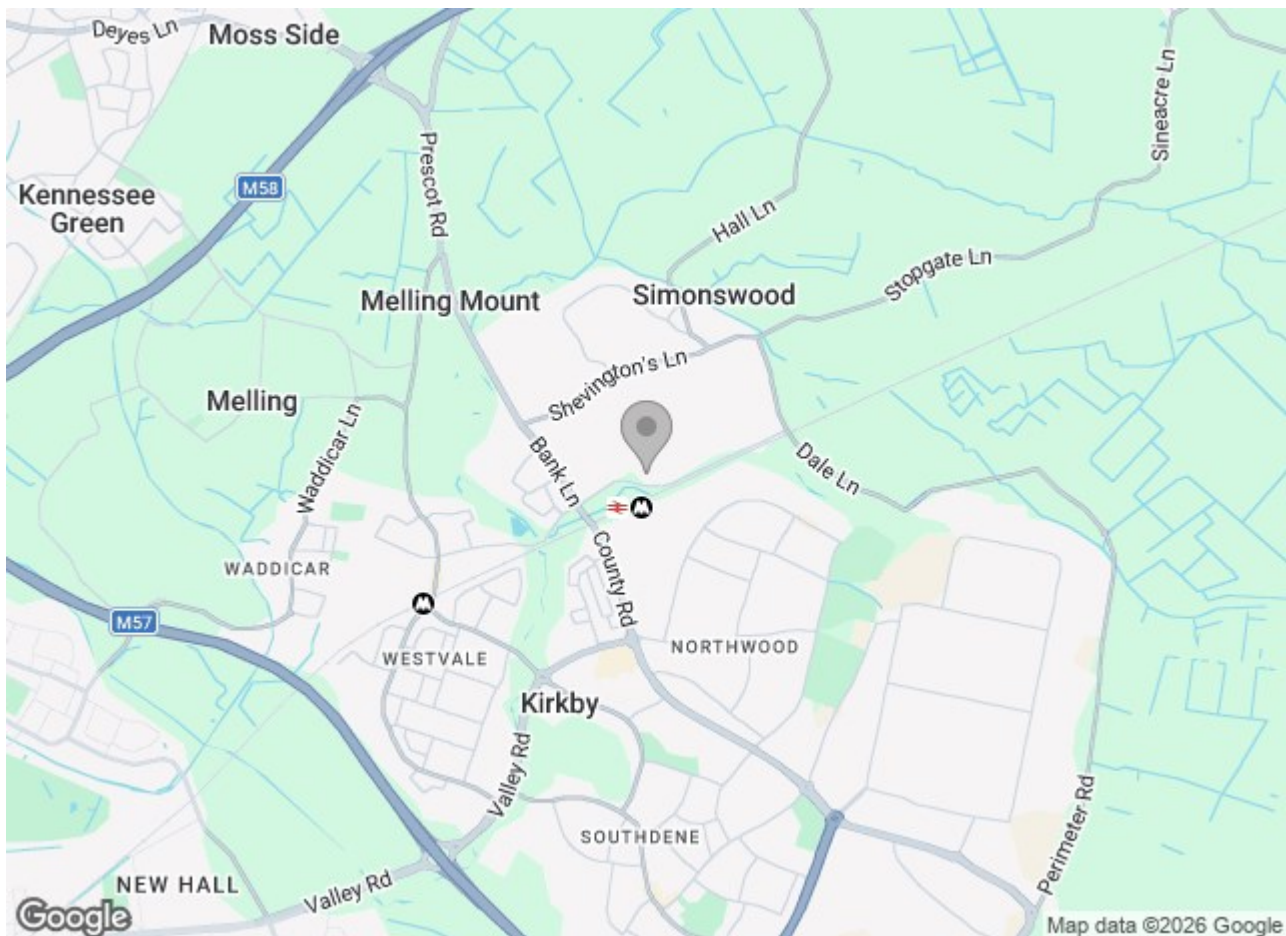 Deyes Ln
Moss Side
Sineacre Ln
Prescot Rd
M58
Kennessee
Green
Hall Ln
Stopgate Ln
Melling Mount
Simonswood
Shevington's Ln
Melling
Waddicar Ln
Bank Ln
Dale Ln
County Rd
WADDICAR
M57
WESTVALE
NORTHWOOD
Kirkby
Valley Rd
SOUTHDENE
Perimeter Rd
NEW HALL
Valley Rd
Google
Map data ©2026 Google